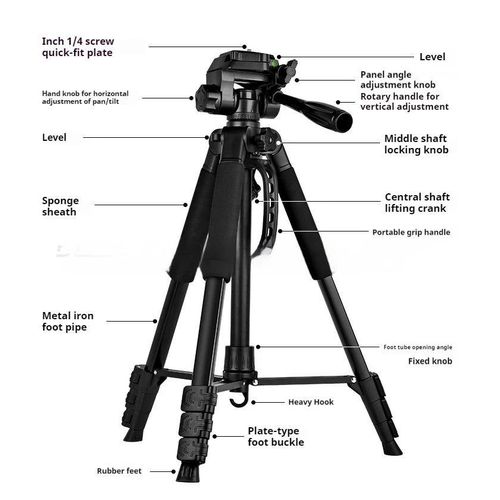 Inch 1/4 screw
quick-fit plate
Level
Panel angle
adjustment knob
Hand knob for horizontal
adjustment of pan/tilt
Rotary handle for
vertical adjustment
Level
Middle shaft
locking knob
Sponge
sheath
Central shaft
lifting crank
Portable grip handle
Metal iron
foot pipe
Foot tube opening angle
Fixed knob
Heavy Hook
Plate-type
foot buckle
Rubber feet